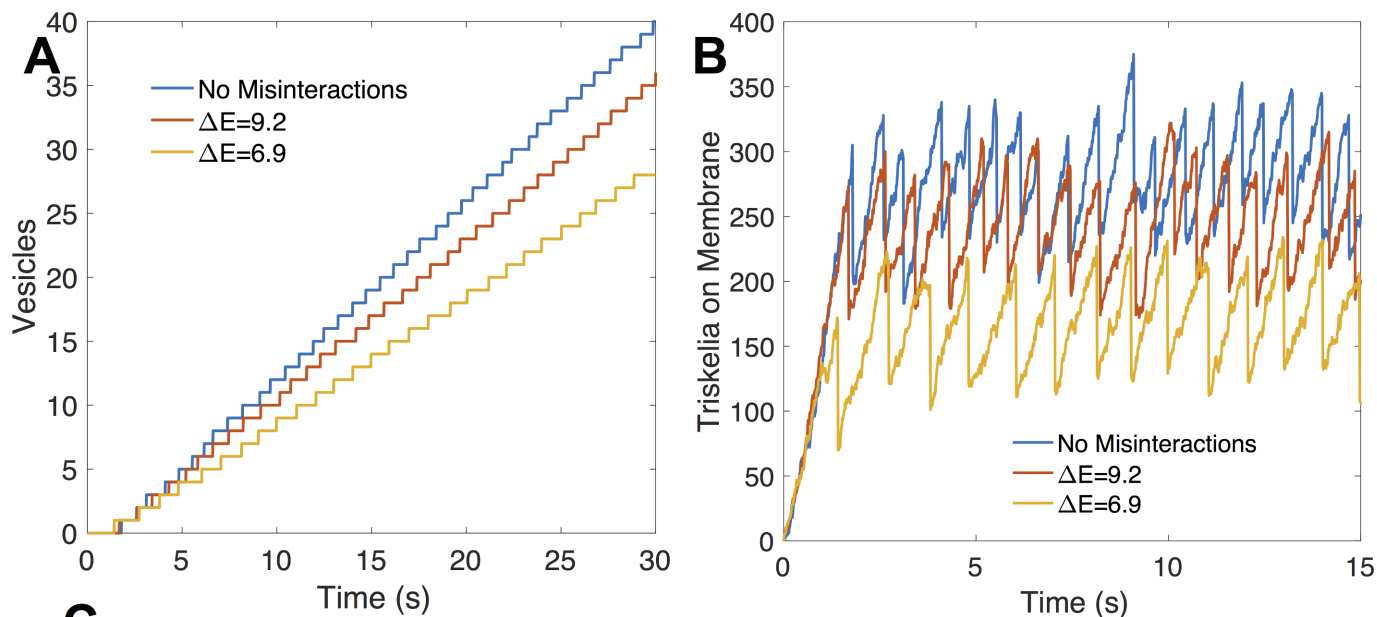 A
40
35
30
25
20
15
10
5
0
Vesicles
No Misinteractions
ΔE=9.2
ΔE=6.9
0 5 10 15 20 25 30
Time (s)
B
400
350
300
250
200
150
100
50
0
Triskelia on Membrane
No Misinteractions
ΔE=9.2
ΔE=6.9
0 5 10 15
Time (s)